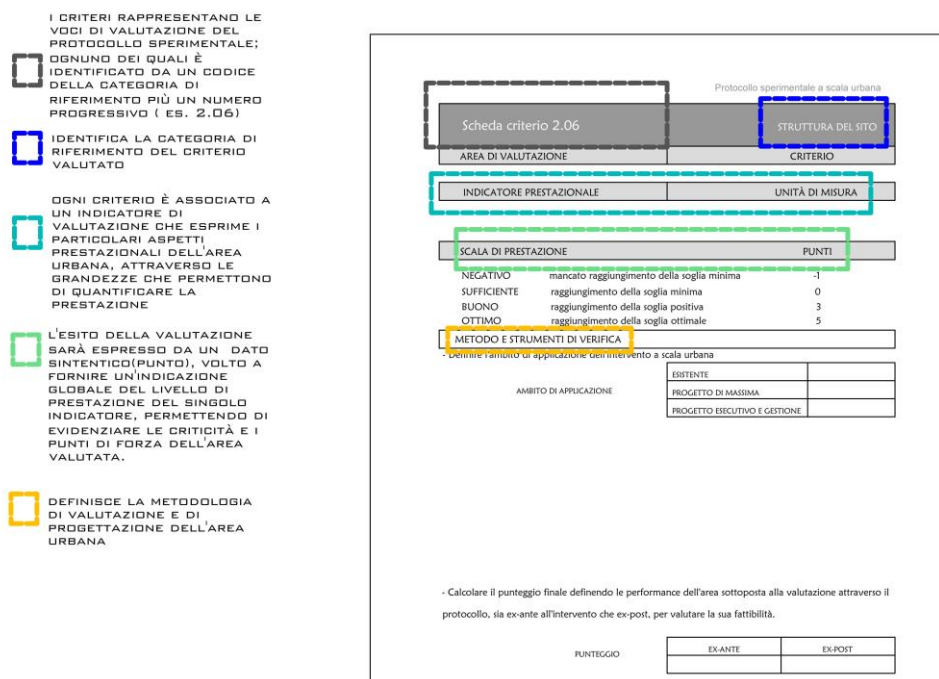 I CRITERI RAPPRESENTANO LE
VOCI DI VALUTAZIONE DEL
PROTOCOLLO SPERIMENTALE;
OGNUNO DEI QUALI È
IDENTIFICATO DA UN CODICE
DELLA CATEGORIA DI
RIFERIMENTO PIÙ UN NUMERO
PROGRESSIVO ( ES. 2.06)
IDENTIFICA LA CATEGORIA DI
RIFERIMENTO DEL CRITERIO
VALUTATO
OGNI CRITERIO È ASSOCIATO A
UN INDICATORE DI
VALUTAZIONE CHE ESPRIME I
PARTICOLARI ASPETTI
PRESTAZIONALI DELL'AREA
URBANA, ATTRAVERSO LE
GRANDEZZE CHE PERMETTONO
DI QUANTIFICARE LA
PRESTAZIONE
L'ESITO DELLA VALUTAZIONE
SARÀ ESPRESSO DA UN DATO
SINTENTICO(PUNTO), VOLTO A
FORNIRE UN'INDICAZIONE
GLOBALE DEL LIVELLO DI
PRESTAZIONE DEL SINGOLO
INDICATORE, PERMETTENDO DI
EVIDENZIARE LE CRITICITÀ E I
PUNTI DI FORZA DELL'AREA
VALUTATA.
DEFINISCE LA METODOLOGIA
DI VALUTAZIONE E DI
PROGETTAZIONE DELL'AREA
URBANA
Protocollo sperimentale a scala urbana
Scheda criterio 2.06 STRUTTURA DEL SITO
AREA DI VALUTAZIONE CRITERIO
INDICATORE PRESTAZIONALE UNITÀ DI MISURA
SCALA DI PRESTAZIONE PUNTI
NEGATIVO mancato raggiungimento della soglia minima -1
SUFFICIENTE raggiungimento della soglia minima 0
BUONO raggiungimento della soglia positiva 3
OTTIMO raggiungimento della soglia ottimale 5
METODO E STRUMENTI DI VERIFICA
- Definire l'ambito di applicazione dell'intervento a scala urbana
AMBITO DI APPLICAZIONE
ESISTENTE
PROGETTO DI MASSIMA
PROGETTO ESECUTIVO E GESTIONE
- Calcolare il punteggio finale definendo le performance dell'area sottoposta alla valutazione attraverso il
protocollo, sia ex-ante all'intervento che ex-post, per valutare la sua fattibilità.
PUNTEGGIO
EX-ANTE EX-POST